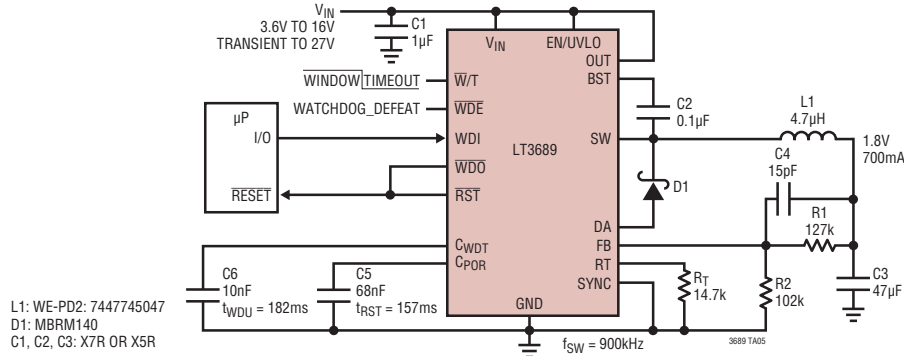 VIN
3.6V TO 16V
TRANSIENT TO 27V
C1
1µF
VIN
EN/UVLO
OUT
BST
WINDOW TIMEOUT
W/T
WATCHDOG_DEFEAT
WDE
µP
I/O
WDI
LT3689
SW
C2
0.1µF
L1
4.7µH
1.8V
700mA
C4
15pF
WDO
RESET
RST
D1
DA
R1
127k
FB
CWDT
CPOR
RT
SYNC
C6
10nF
tWDU = 182ms
C5
68nF
tRST = 157ms
RT
14.7k
R2
102k
C3
47µF
GND
fSW = 900kHz
L1: WE-PD2: 7447745047
D1: MBRM140
C1, C2, C3: X7R OR X5R
3689 TA05